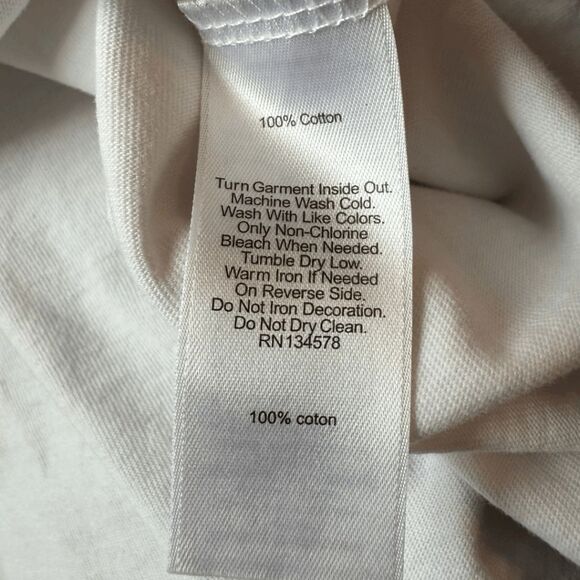 100% Cotton
Turn Garment Inside Out.
Machine Wash Cold.
Wash With Like Colors.
Only Non-Chlorine
Bleach When Needed.
Tumble Dry Low.
Warm Iron If Needed
On Reverse Side.
Do Not Iron Decoration.
Do Not Dry Clean.
RN134578
100% coton